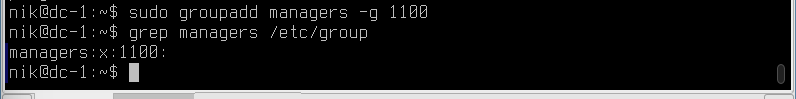 nik@dc-1:~$ sudo groupadd managers -g 1100
nik@dc-1:~$ grep managers /etc/group
managers:x:1100:
nik@dc-1:~$